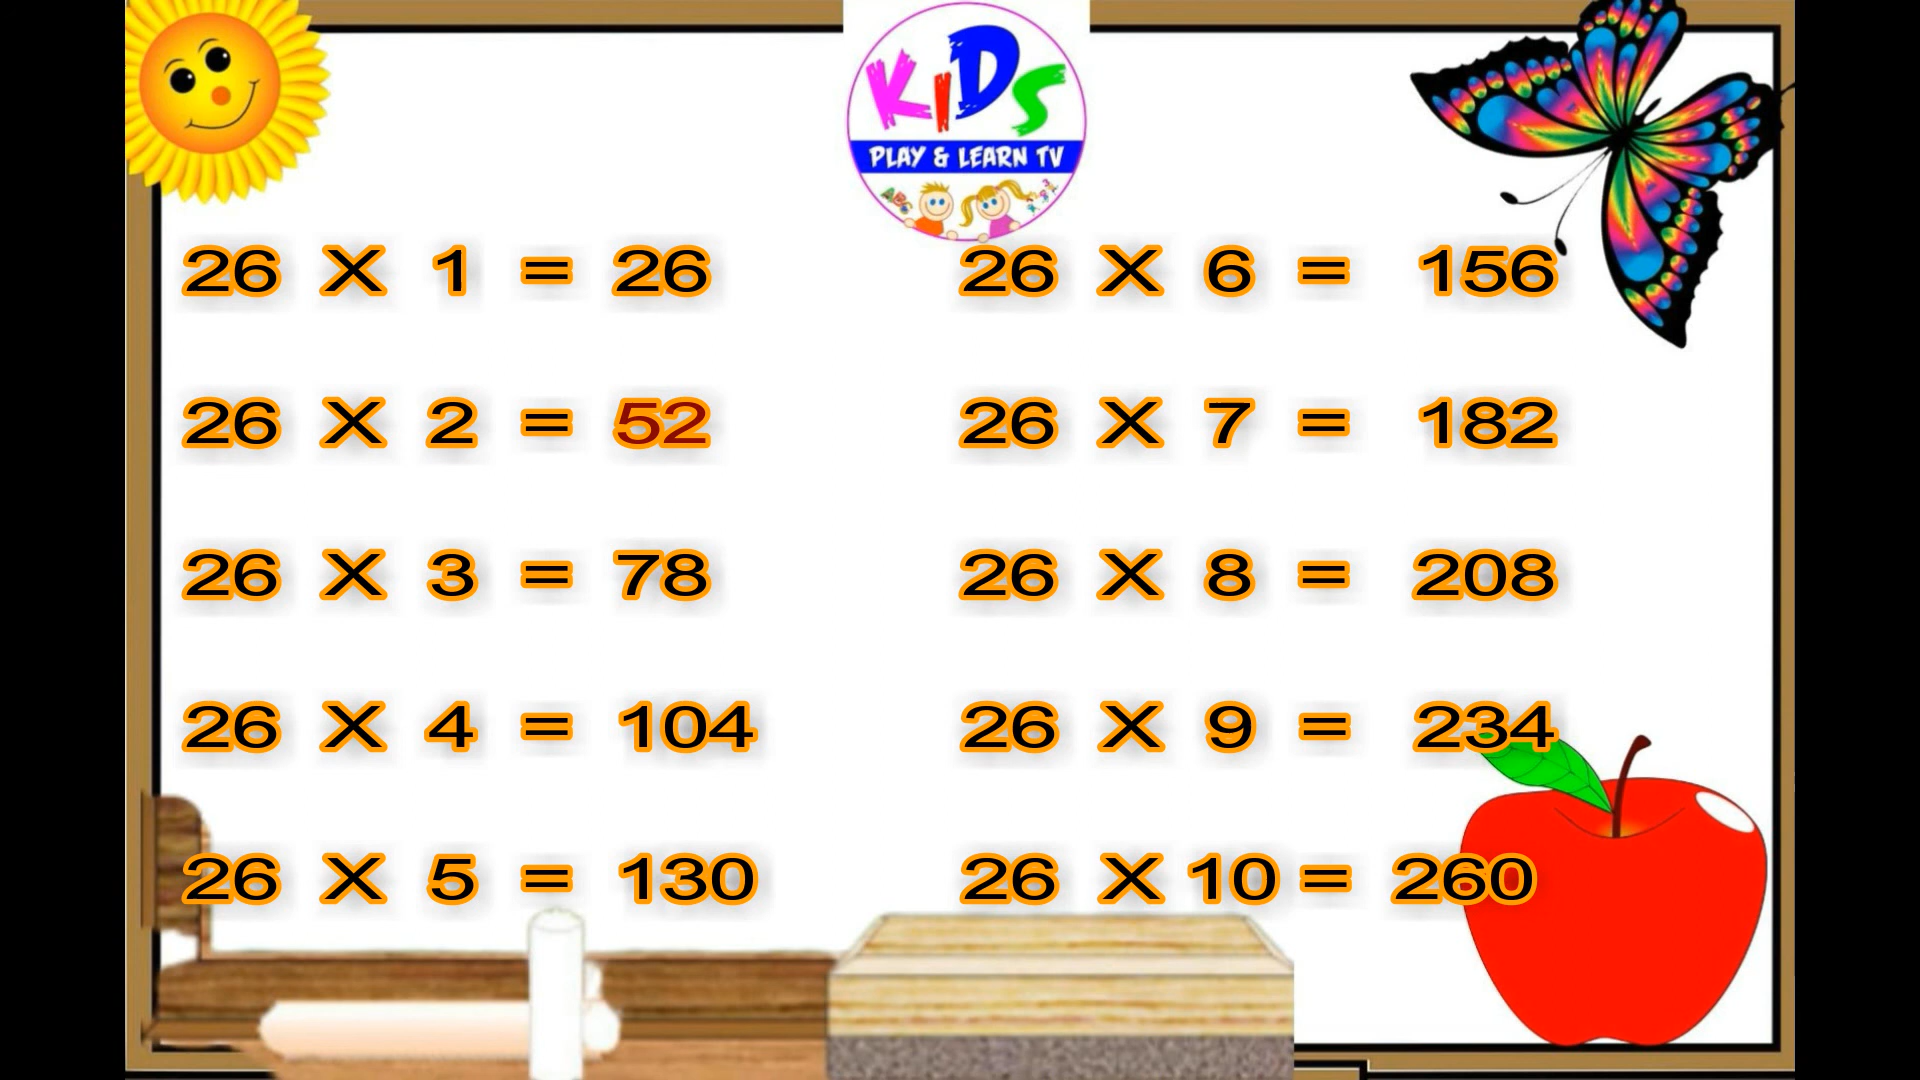 KiDS
PLAY & LEARN TV
ABC
26 X 1 = 26
26 X 2 = 52
26 X 3 = 78
26 X 4 = 104
26 X 5 = 130
26 X 6 = 156
26 X 7 = 182
26 X 8 = 208
26 X 9 = 234
26 X 10 = 260